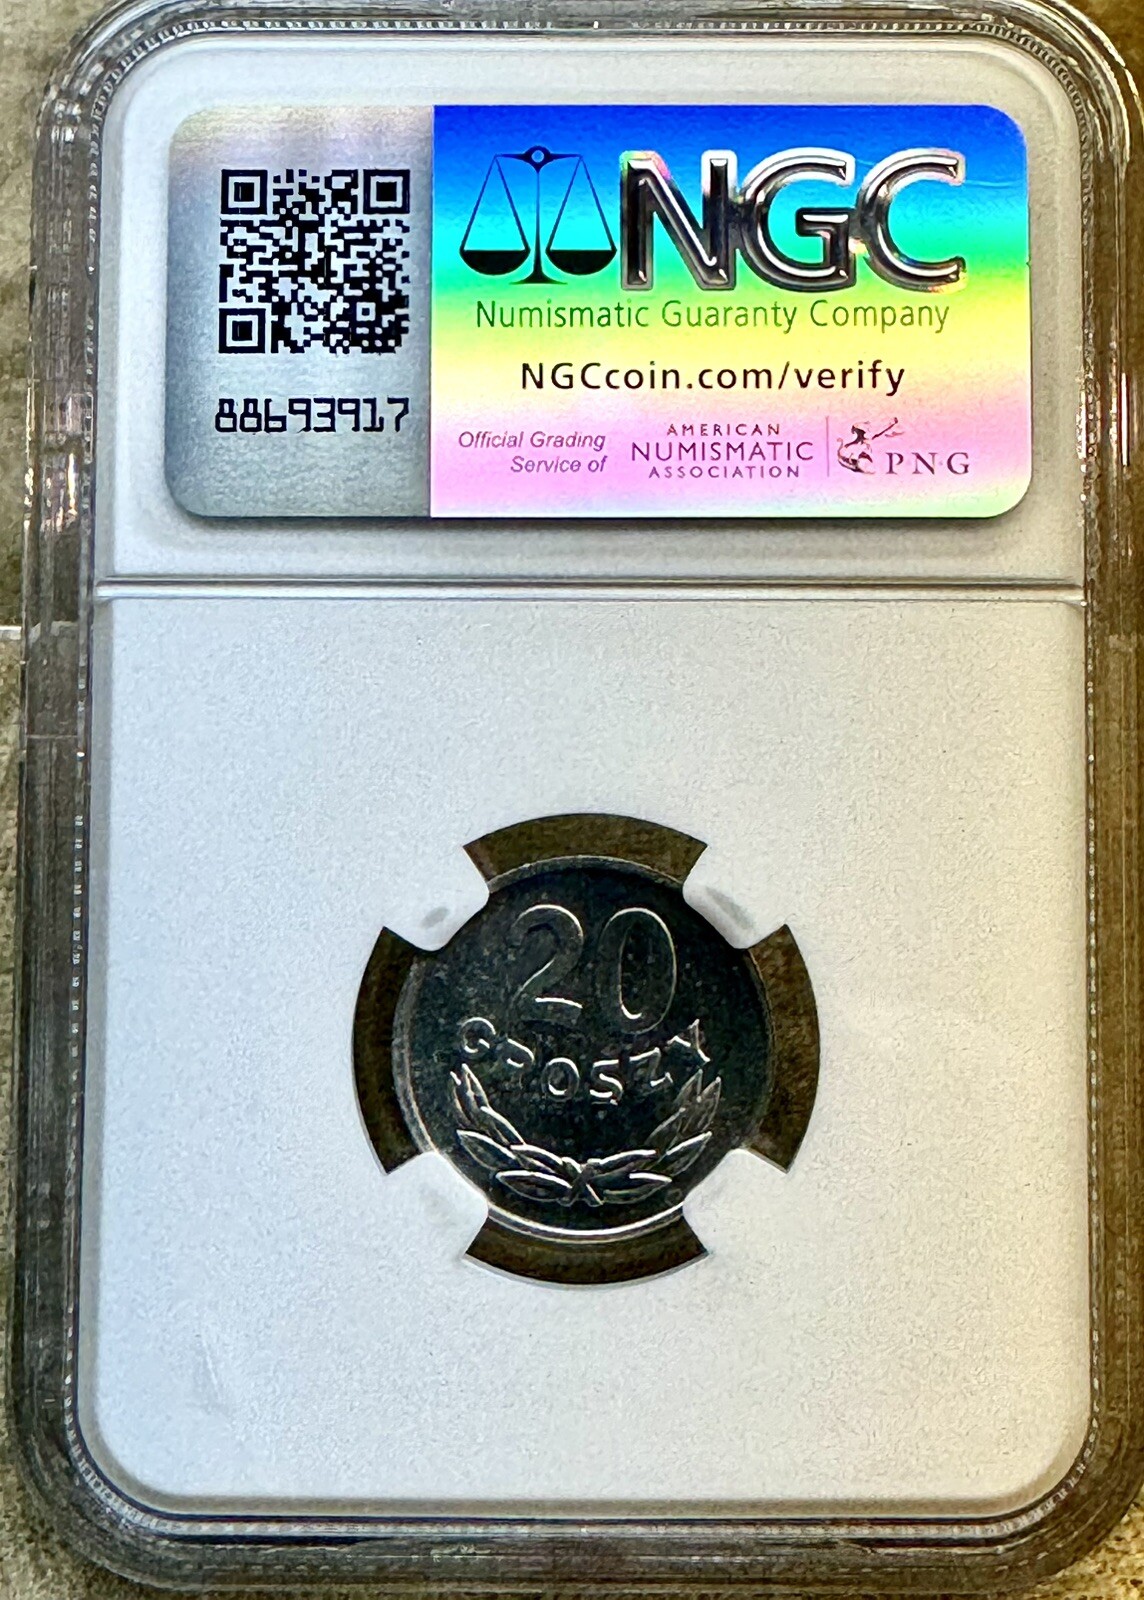 NGC
Numismatic Guaranty Company
NGCcoin.com/verify
88693917
Official Grading
Service of
AMERICAN
NUMISMATIC
ASSOCIATION
PNG
20
GROSZY